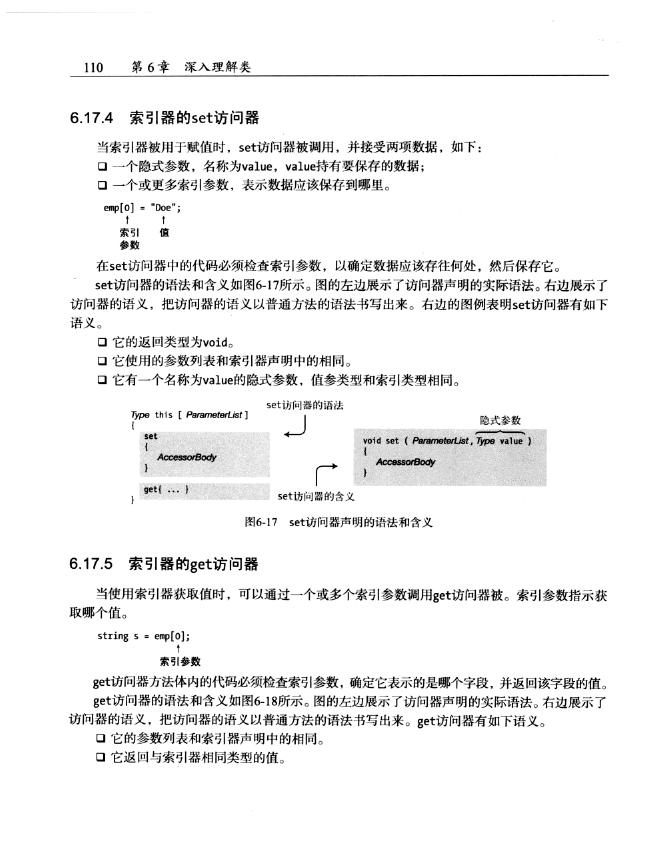 110 第6章 深入理解类
6.17.4 索引器的set访问器
当索引器被用于赋值时，set访问器被调用，并接受两项数据，如下：
❑ 一个隐式参数，名称为value，value持有要保存的数据；
❑ 一个或更多索引参数，表示数据应该保存到哪里。
emp[0] = "Doe";
↑ ↑
索引 值
参数
在set访问器中的代码必须检查索引参数，以确定数据应该存往何处，然后保存它。
set访问器的语法和含义如图6-17所示。图的左边展示了访问器声明的实际语法。右边展示了
访问器的语义，把访问器的语义以普通方法的语法书写出来。右边的图例表明set访问器有如下
语义。
❑ 它的返回类型为void。
❑ 它使用的参数列表和索引器声明中的相同。
❑ 它有一个名称为value的隐式参数，值参类型和索引类型相同。
set访问器的语法
Type this [ ParameterList ]
{
set
{
AccessorBody
}
get{ ... }
}
隐式参数
void set ( ParameterList, Type value )
{
AccessorBody
}
set访问器的含义
图6-17 set访问器声明的语法和含义
6.17.5 索引器的get访问器
当使用索引器获取值时，可以通过一个或多个索引参数调用get访问器被。索引参数指示获
取哪个值。
string s = emp[0];
↑
索引参数
get访问器方法体内的代码必须检查索引参数，确定它表示的是哪个字段，并返回该字段的值。
get访问器的语法和含义如图6-18所示。图的左边展示了访问器声明的实际语法。右边展示了
访问器的语义，把访问器的语义以普通方法的语法书写出来。get访问器有如下语义。
❑ 它的参数列表和索引器声明中的相同。
❑ 它返回与索引器相同类型的值。